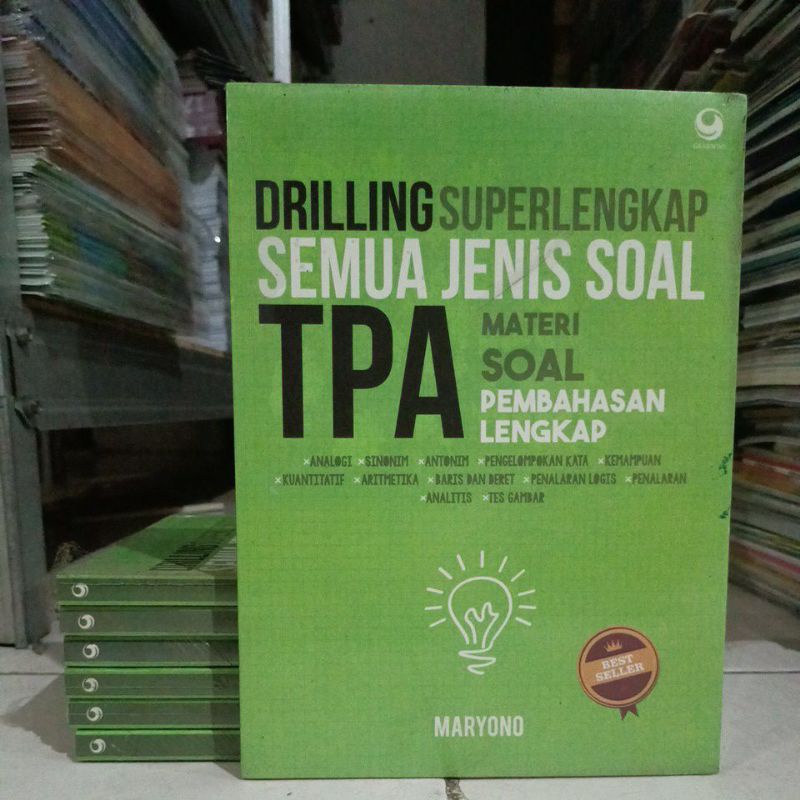 DRILLING SUPERLENGKAP
SEMUA JENIS SOAL
TPA
MATERI
SOAL
PEMBAHASAN
LENGKAP
×ANALOGI ×SINONIM ×ANTONIM ×PENGELOMPOKAN KATA ×KEMAMPUAN
×KUANTITATIF ×ARITMETIKA ×BARIS DAN DERET ×PENALARAN LOGIS ×PENALARAN
×ANALITIS ×TES GAMBAR
BEST
SELLER
MARYONO